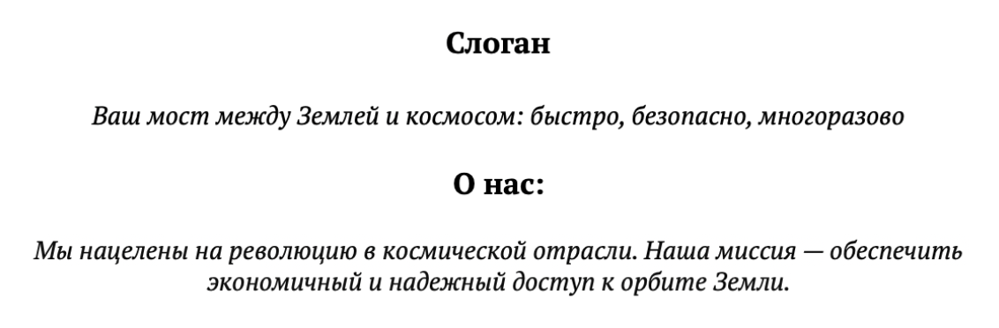 Слоган
Ваш мост между Землей и космосом: быстро, безопасно, многоразово
О нас:
Мы нацелены на революцию в космической отрасли. Наша миссия — обеспечить
экономичный и надежный доступ к орбите Земли.